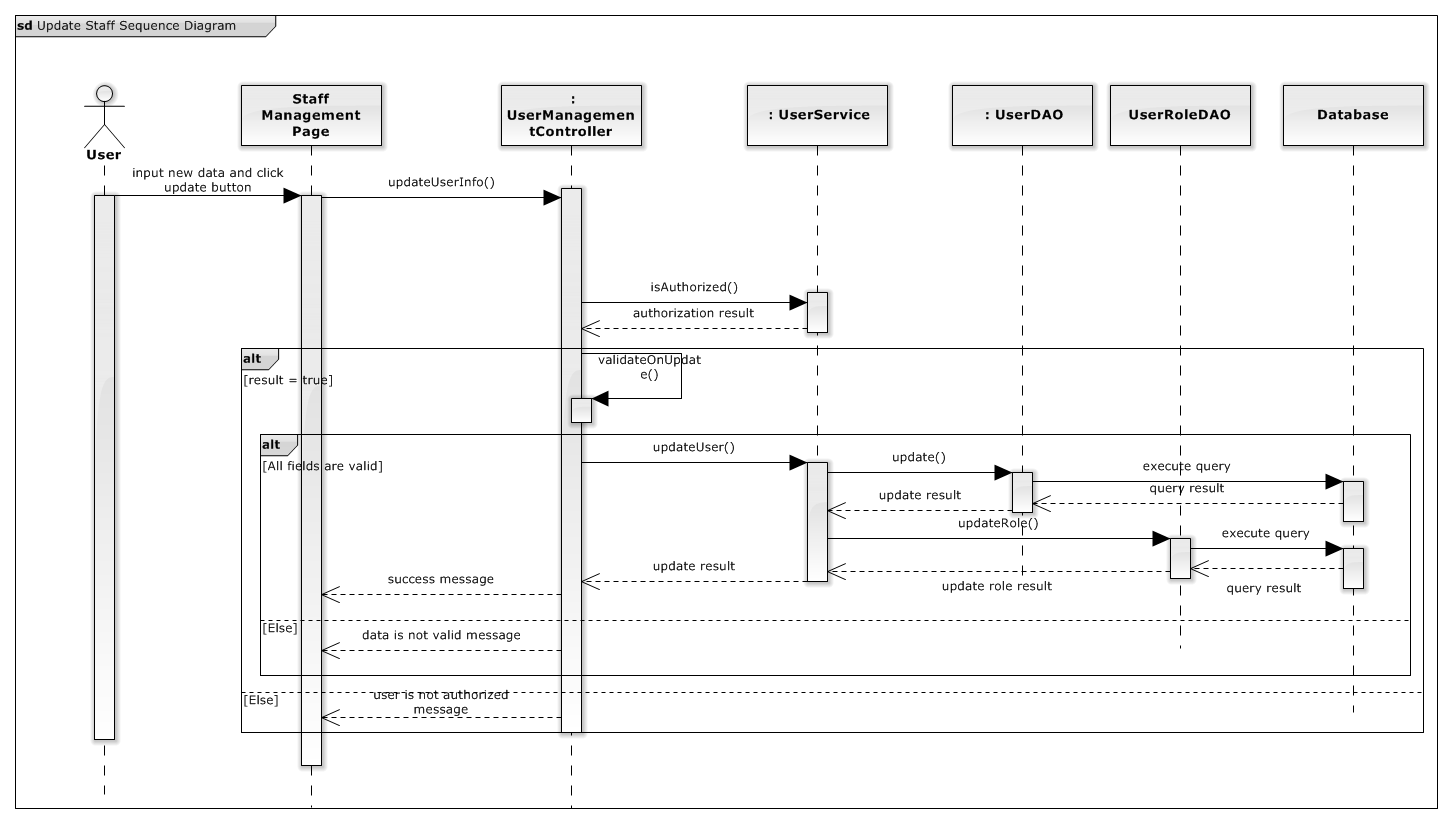 sd Update Staff Sequence Diagram
User
Staff
Management
Page
:
UserManagemen
tController
: UserService
: UserDAO
UserRoleDAO
Database
input new data and click
update button
updateUserInfo()
isAuthorized()
authorization result
alt
[result = true]
validateOnUpdat
e()
alt
[All fields are valid]
updateUser()
update()
execute query
query result
update result
updateRole()
execute query
update result
update role result
query result
success message
[Else]
data is not valid message
[Else]
user is not authorized
message